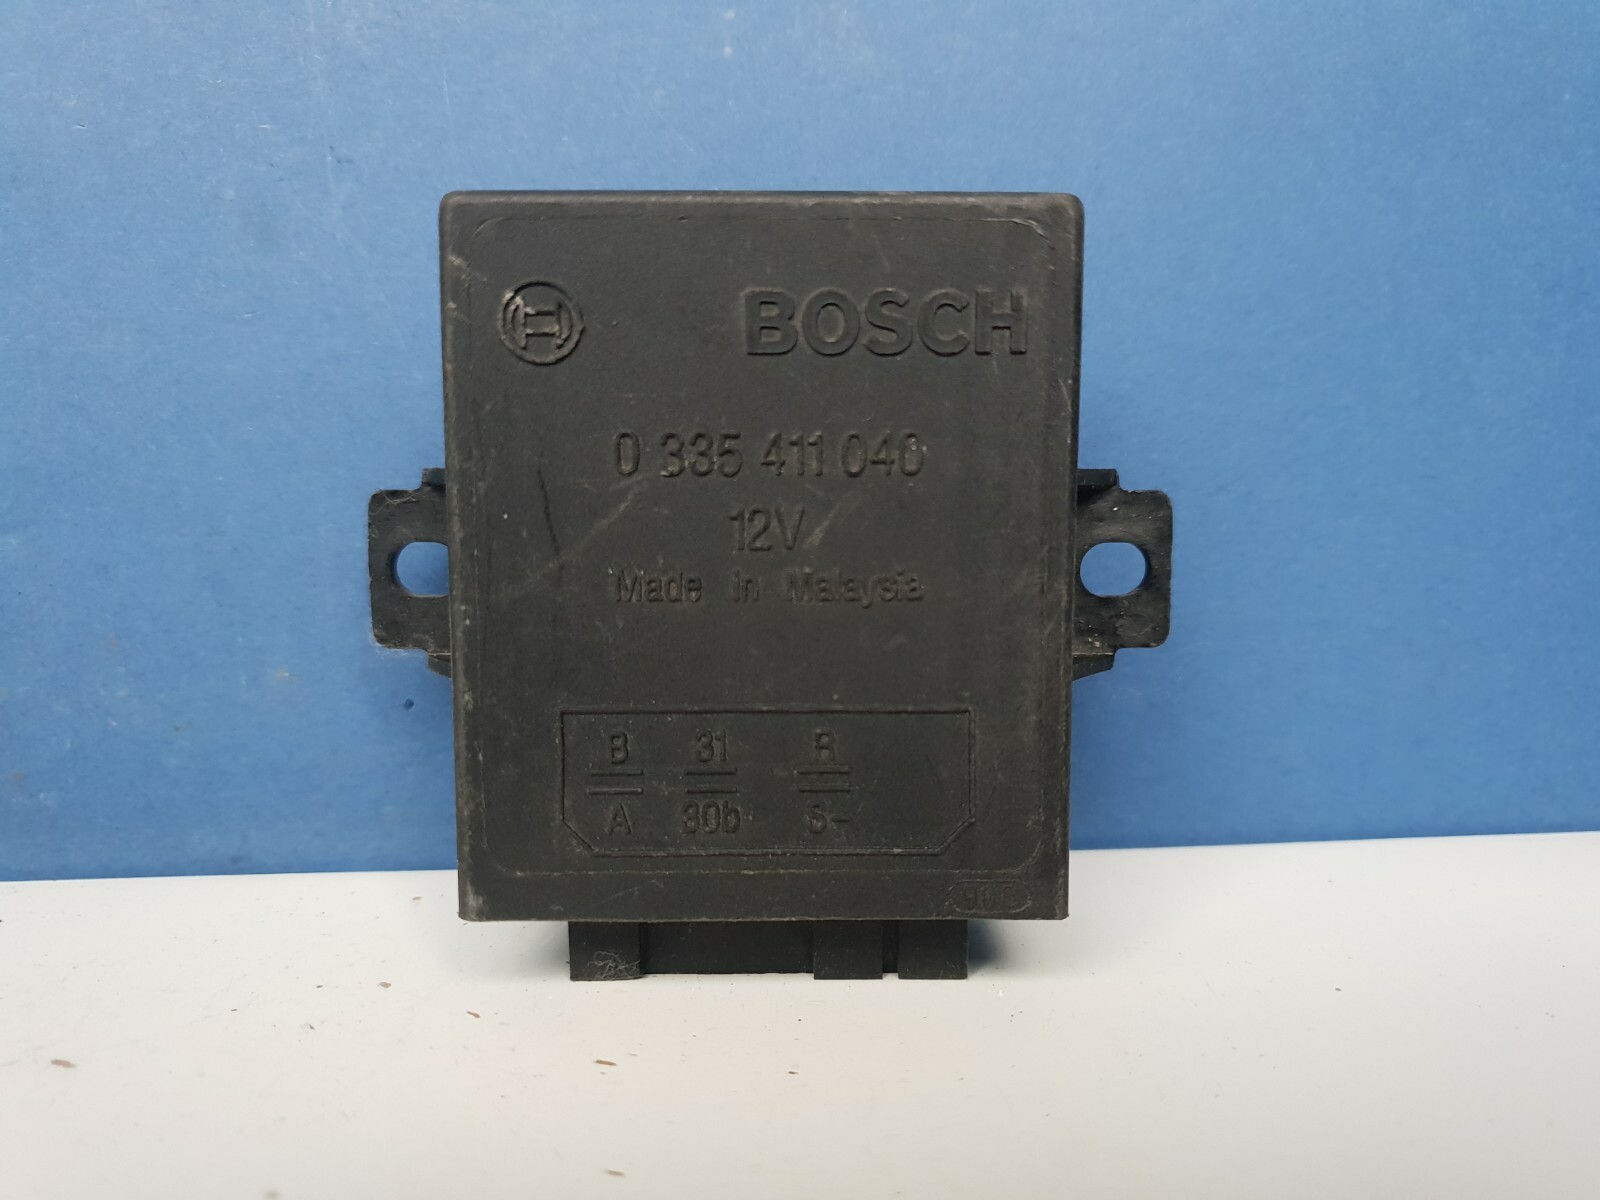 BOSCH
0 335 411 040
12V
Made in Malaysia
B 31 R
A 30b S-